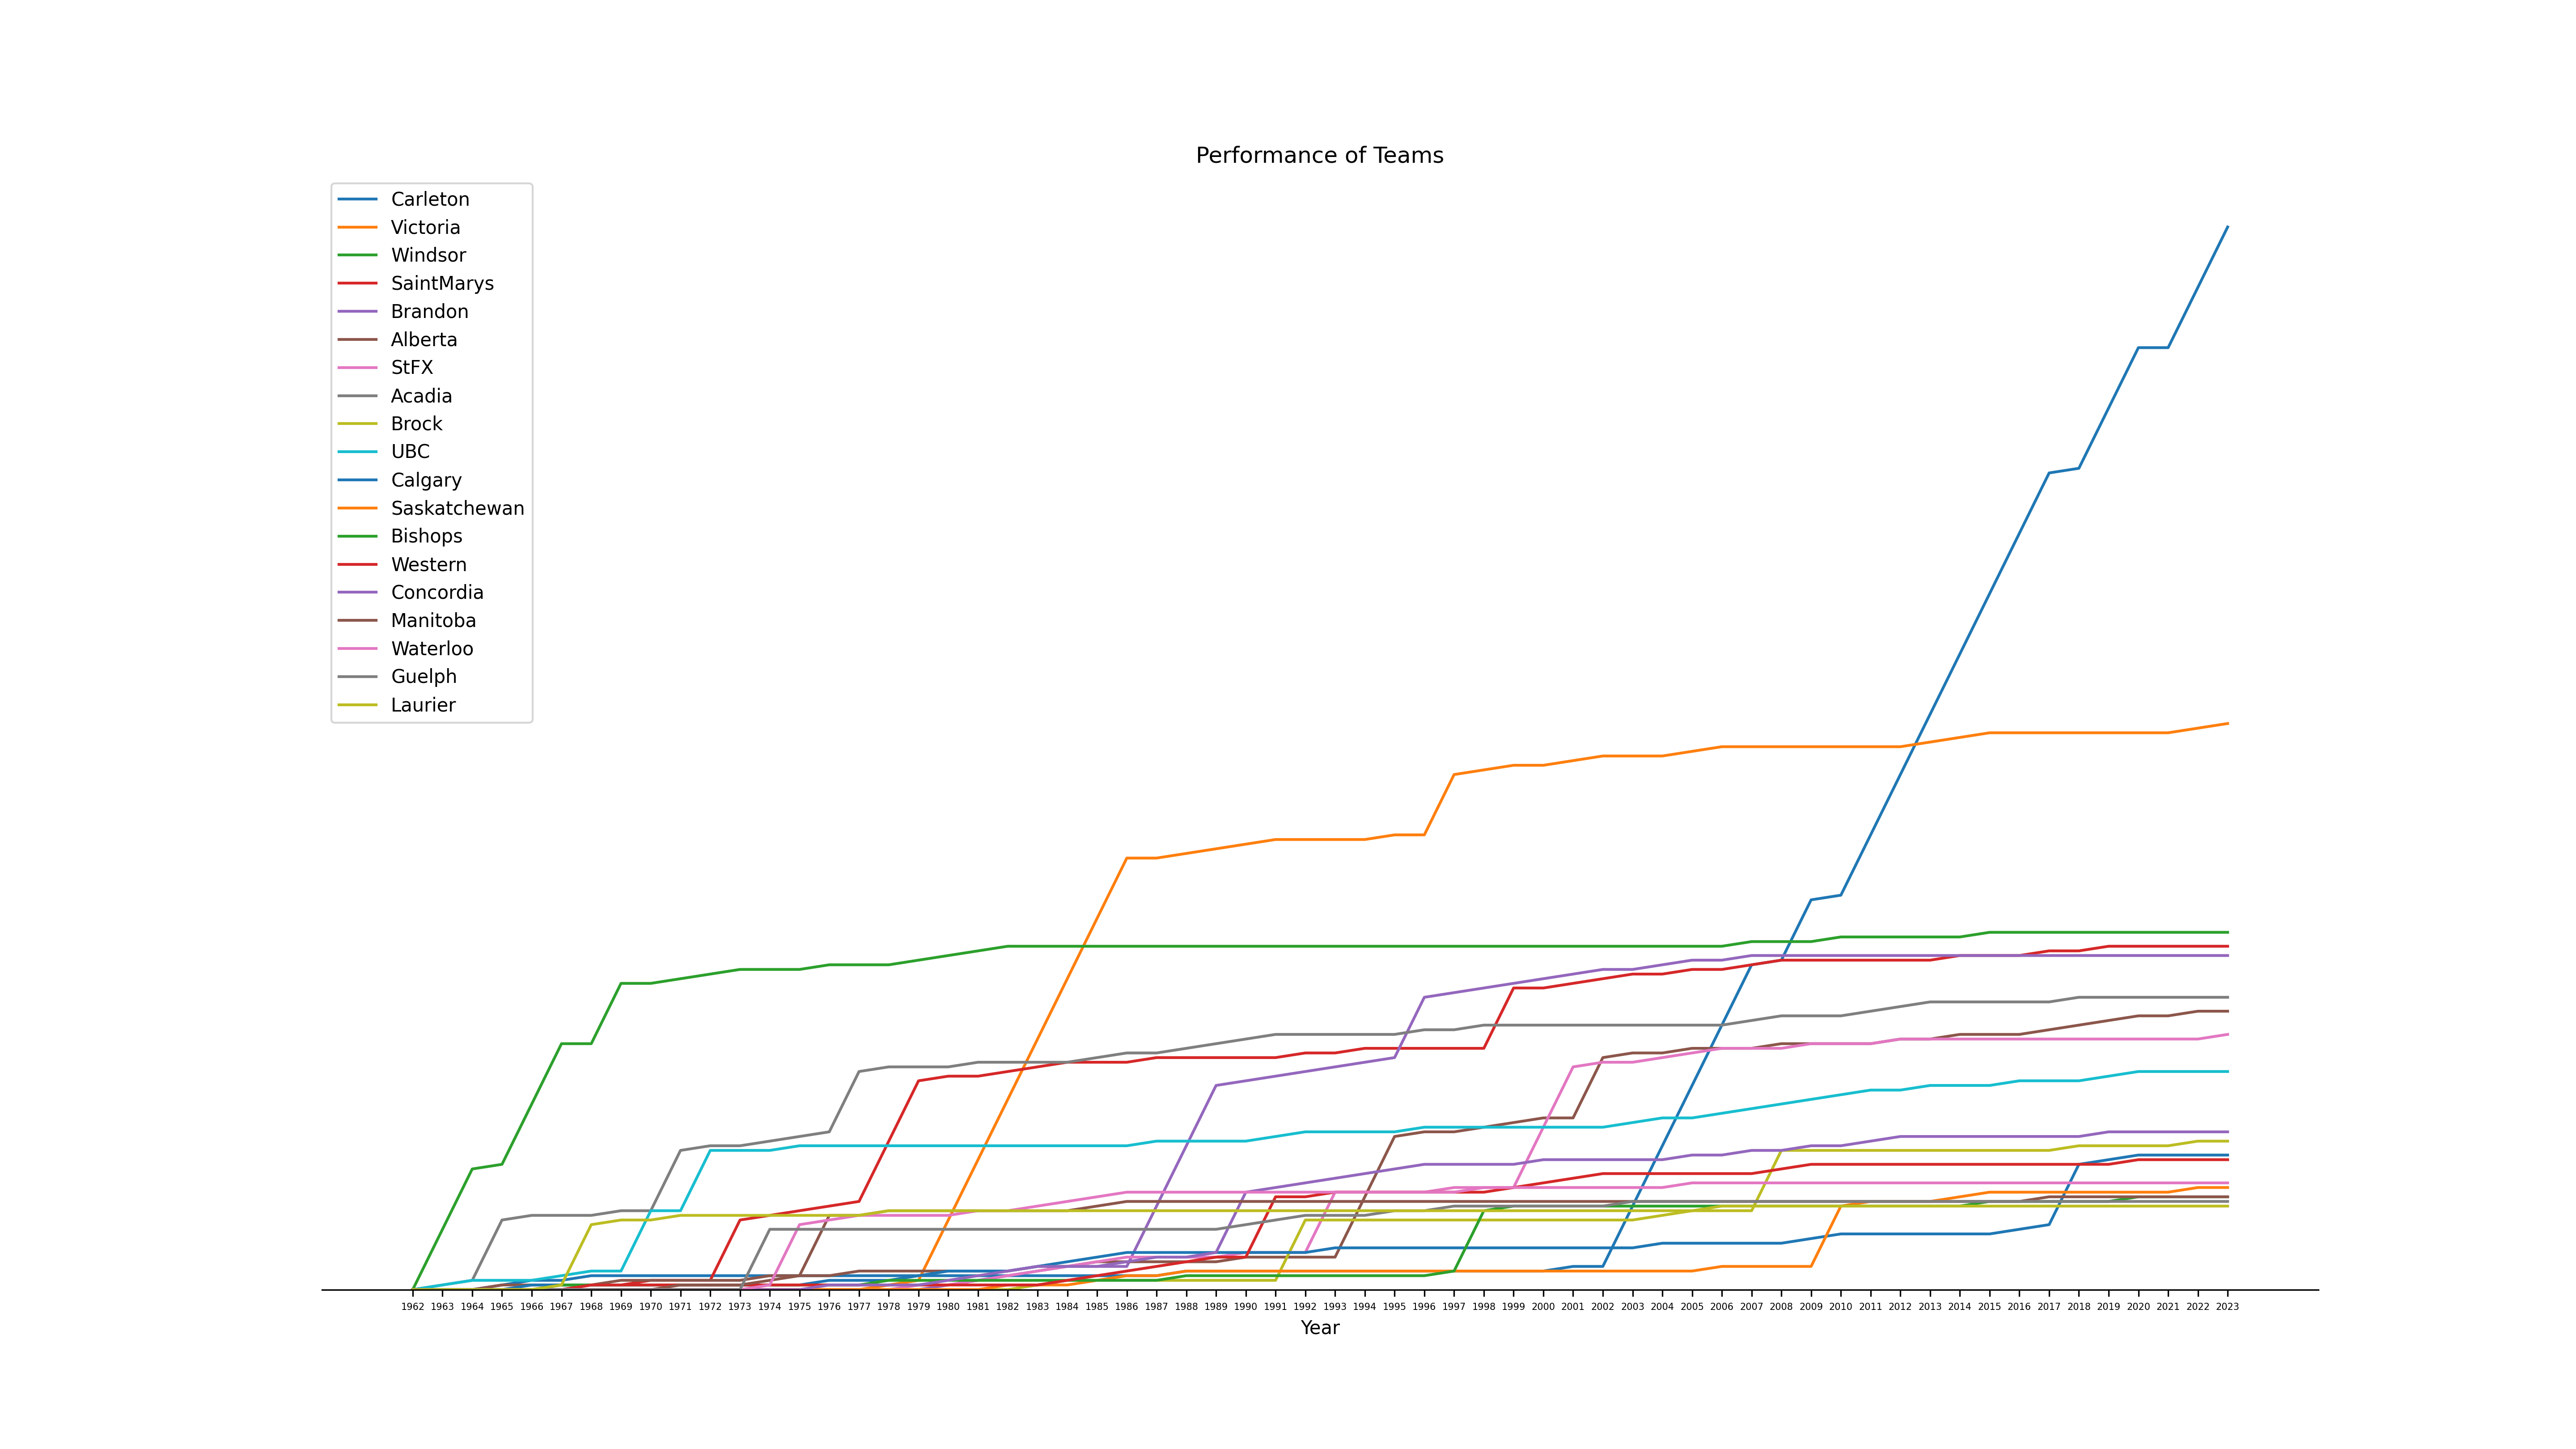 Performance of Teams
Carleton
Victoria
Windsor
SaintMarys
Brandon
Alberta
StFX
Acadia
Brock
UBC
Calgary
Saskatchewan
Bishops
Western
Concordia
Manitoba
Waterloo
Guelph
Laurier
1962 1963 1964 1965 1966 1967 1968 1969 1970 1971 1972 1973 1974 1975 1976 1977 1978 1979 1980 1981 1982 1983 1984 1985 1986 1987 1988 1989 1990 1991 1992 1993 1994 1995 1996 1997 1998 1999 2000 2001 2002 2003 2004 2005 2006 2007 2008 2009 2010 2011 2012 2013 2014 2015 2016 2017 2018 2019 2020 2021 2022 2023
Year